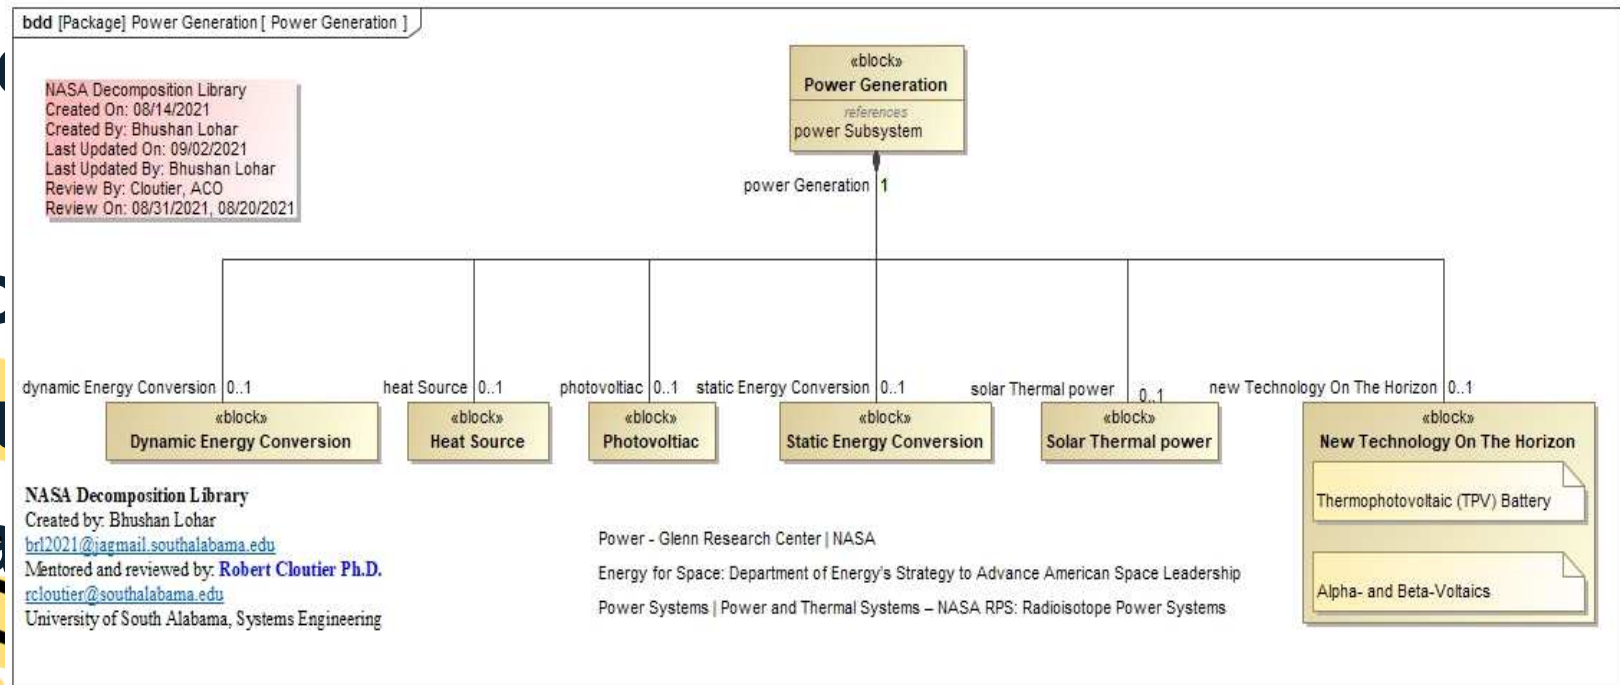 bdd [Package] Power Generation [ Power Generation ]
NASA Decomposition Library
Created On: 08/14/2021
Created By: Bhushan Lohar
Last Updated On: 09/02/2021
Last Updated By: Bhushan Lohar
Review By: Cloutier, ACO
Review On: 08/31/2021, 08/20/2021
«block»
Power Generation
references
power Subsystem
power Generation 1
dynamic Energy Conversion 0..1
heat Source 0..1
photovoltiac 0..1
static Energy Conversion 0..1
solar Thermal power 0..1
new Technology On The Horizon 0..1
«block»
Dynamic Energy Conversion
«block»
Heat Source
«block»
Photovoltiac
«block»
Static Energy Conversion
«block»
Solar Thermal power
«block»
New Technology On The Horizon
Thermophotovoltaic (TPV) Battery
Alpha- and Beta-Voltaics
NASA Decomposition Library
Created by: Bhushan Lohar
brl2021@jagmail.southalabama.edu
Mentored and reviewed by: Robert Cloutier Ph.D.
rcloutier@southalabama.edu
University of South Alabama, Systems Engineering
Power - Glenn Research Center | NASA
Energy for Space: Department of Energy's Strategy to Advance American Space Leadership
Power Systems | Power and Thermal Systems – NASA RPS: Radioisotope Power Systems